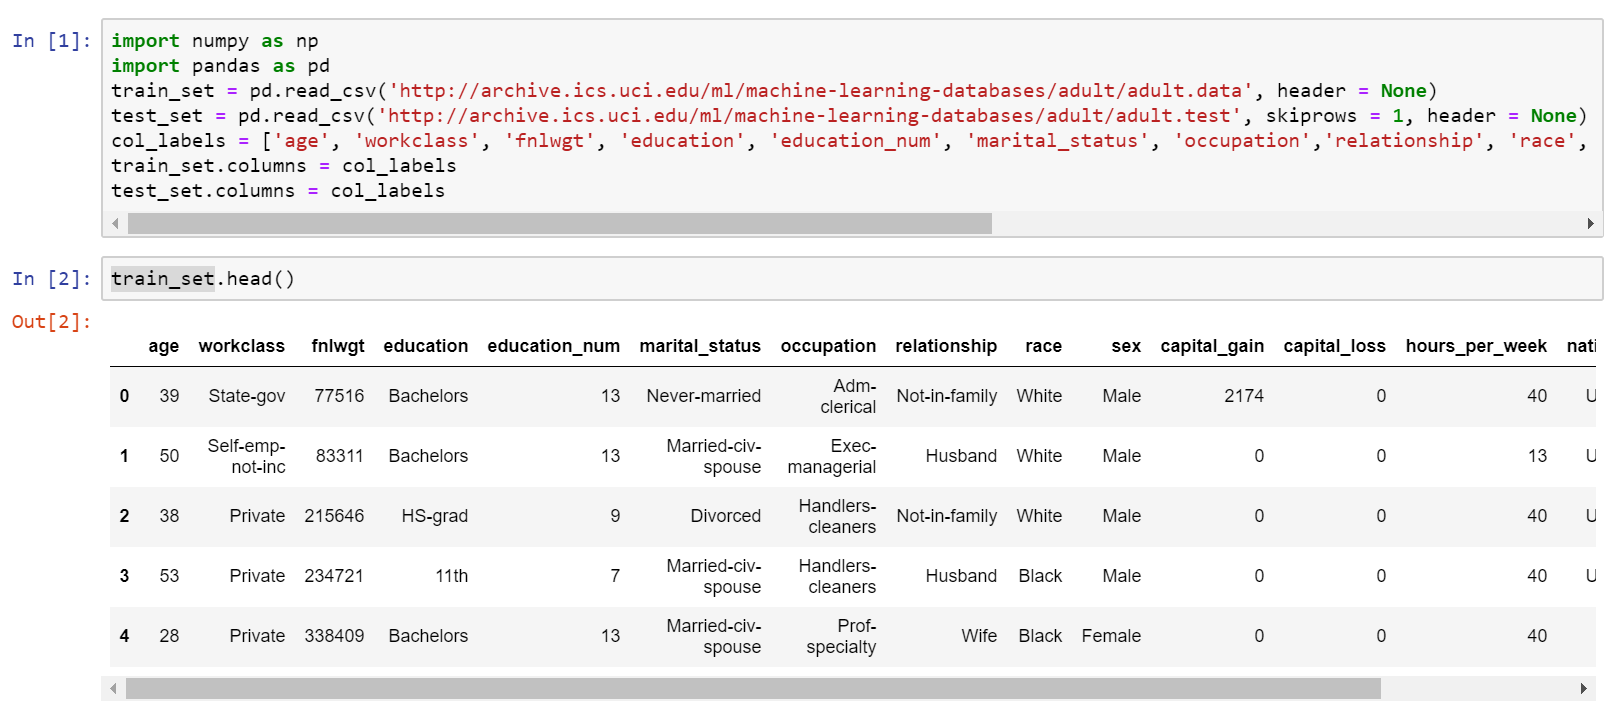 In [1]: import numpy as np
import pandas as pd
train_set = pd.read_csv('http://archive.ics.uci.edu/ml/machine-learning-databases/adult/adult.data', header = None)
test_set = pd.read_csv('http://archive.ics.uci.edu/ml/machine-learning-databases/adult/adult.test', skiprows = 1, header = None)
col_labels = ['age', 'workclass', 'fnlwgt', 'education', 'education_num', 'marital_status', 'occupation','relationship', 'race',
train_set.columns = col_labels
test_set.columns = col_labels
In [2]: train_set.head()
Out[2]:
age workclass fnlwgt education education_num marital_status occupation relationship race sex capital_gain capital_loss hours_per_week nati
0 39 State-gov 77516 Bachelors 13 Never-married Adm-clerical Not-in-family White Male 2174 0 40 U
1 50 Self-emp-not-inc 83311 Bachelors 13 Married-civ-spouse Exec-managerial Husband White Male 0 0 13 U
2 38 Private 215646 HS-grad 9 Divorced Handlers-cleaners Not-in-family White Male 0 0 40 U
3 53 Private 234721 11th 7 Married-civ-spouse Handlers-cleaners Husband Black Male 0 0 40 U
4 28 Private 338409 Bachelors 13 Married-civ-spouse Prof-specialty Wife Black Female 0 0 40